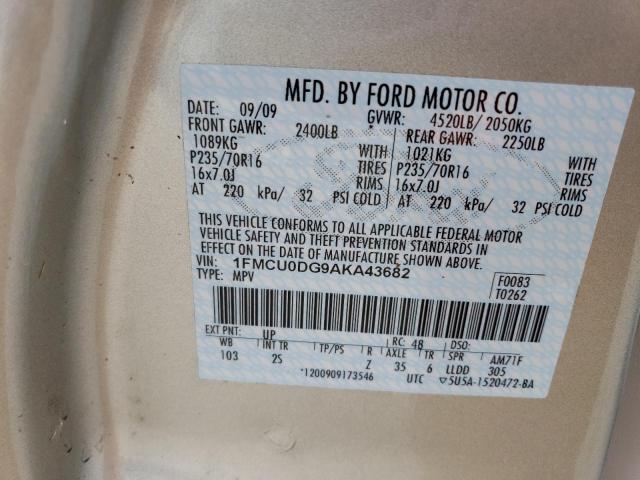 MFD. BY FORD MOTOR CO.
DATE: 09/09 GVWR: 4520LB/ 2050KG
FRONT GAWR: 2400LB REAR GAWR: 2250LB
1089KG WITH 1021KG WITH
P235/70R16 TIRES P235/70R16 TIRES
16x7.0J RIMS 16x7.0J RIMS
AT 220 kPa/ 32 PSI COLD AT 220 kPa/ 32 PSI COLD
THIS VEHICLE CONFORMS TO ALL APPLICABLE FEDERAL MOTOR
VEHICLE SAFETY AND THEFT PREVENTION STANDARDS IN
EFFECT ON THE DATE OF MANUFACTURE SHOWN ABOVE.
VIN: 1FMCU0DG9AKA43682
TYPE: MPV
F0083
T0262
EXT PNT: UP RC: 48 DSO:
WB INT TR TP/PS R AXLE TR SPR AM71F
103 2S Z 35 6 LLDD 305
*1200909173546 UTC ▽5U5A-1520472-BA